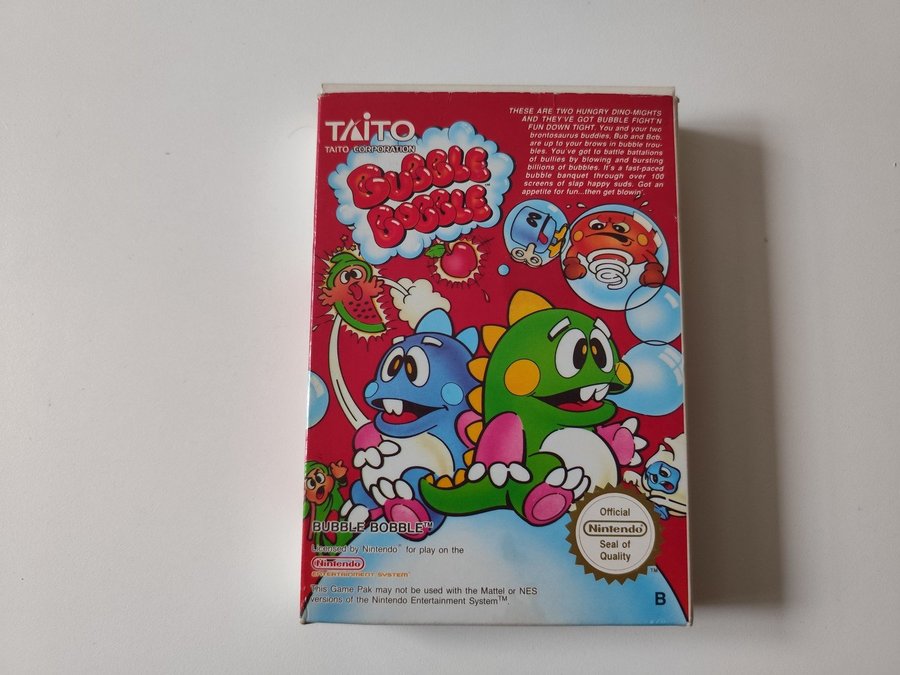 TAITO
TAITO CORPORATION
BUBBLE
BOBBLE
THESE ARE TWO HUNGRY DINO-MIGHTS
AND THEY'VE GOT BUBBLE FIGHT'N
FUN DOWN TIGHT. You and your two
brontosaurus buddies, Bub and Bob,
are up to your brows in bubble trou-
bles. You've got to battle battalions
of bullies by blowing and bursting
billions of bubbles. It's a fast-paced
bubble banquet through over 100
screens of slap happy suds. Got an
appetite for fun...then get blowin'.
BUBBLE BOBBLE™
Licensed by Nintendo® for play on the
Nintendo
ENTERTAINMENT SYSTEM™
This Game Pak may not be used with the Mattel or NES
versions of the Nintendo Entertainment System™.
Official
Nintendo
Seal of
Quality
TM
B